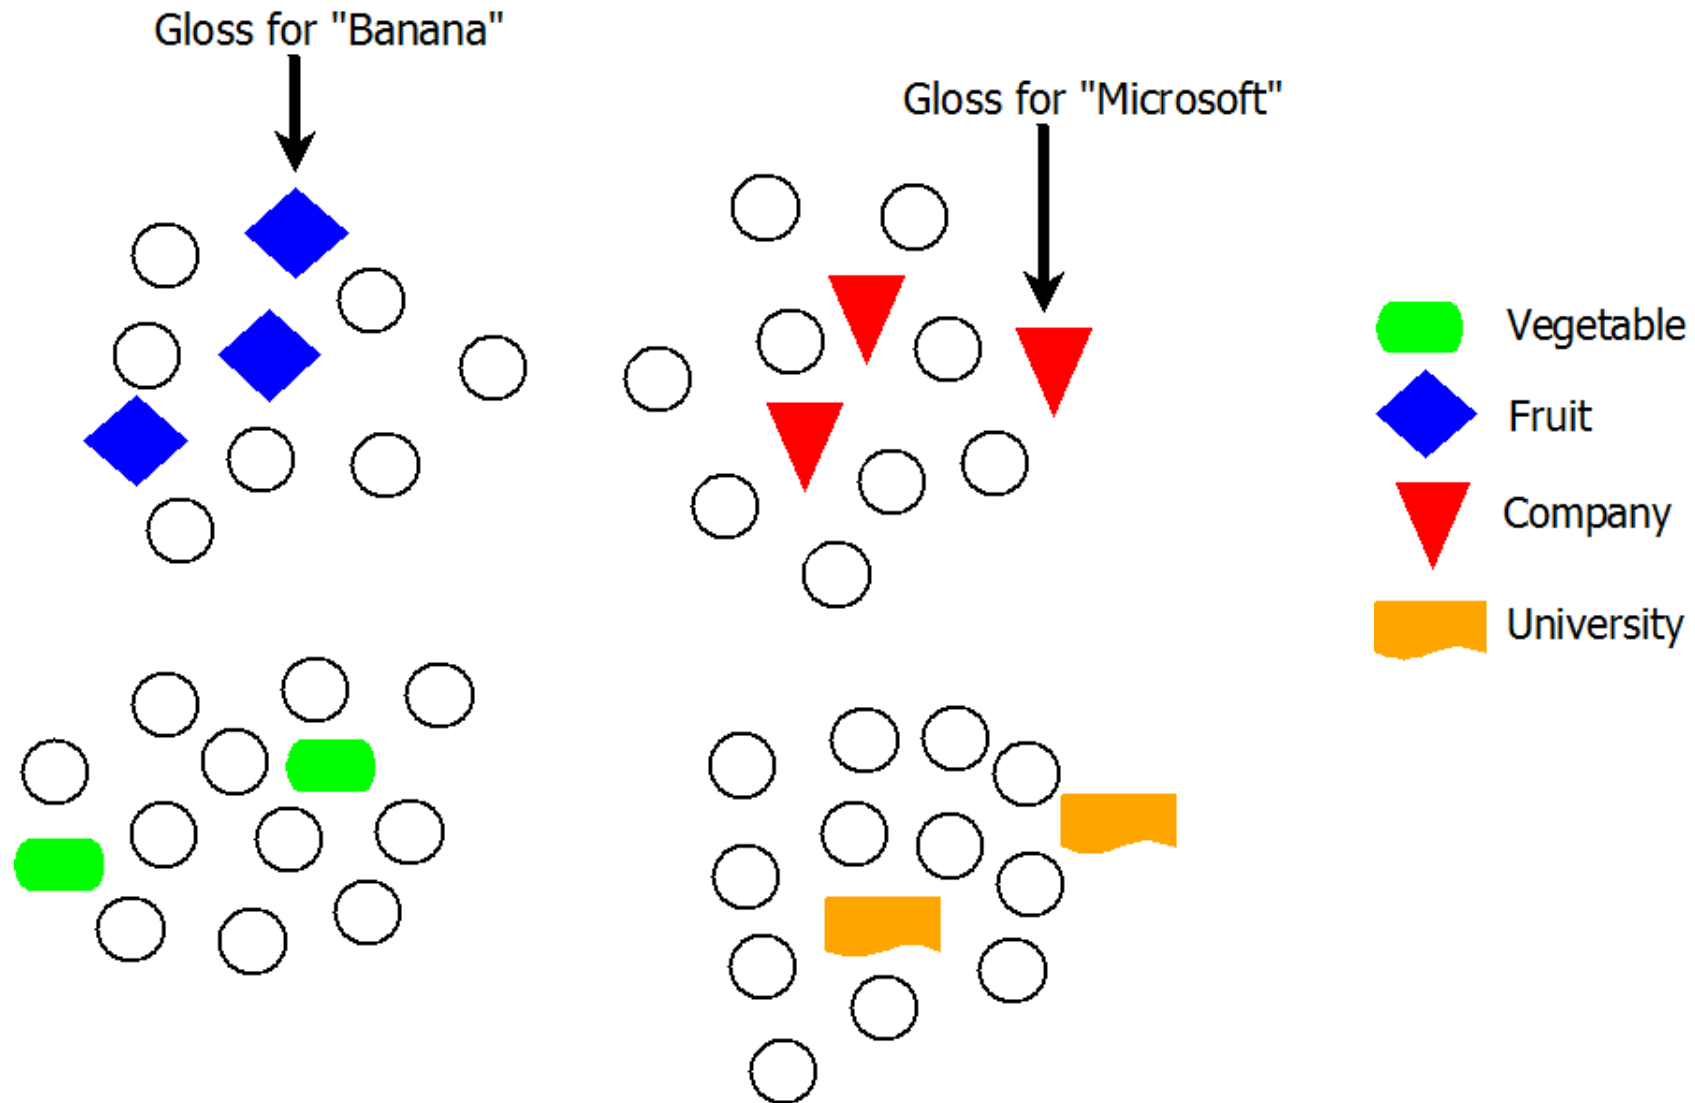 Gloss for "Banana"
Gloss for "Microsoft"
Vegetable
Fruit
Company
University